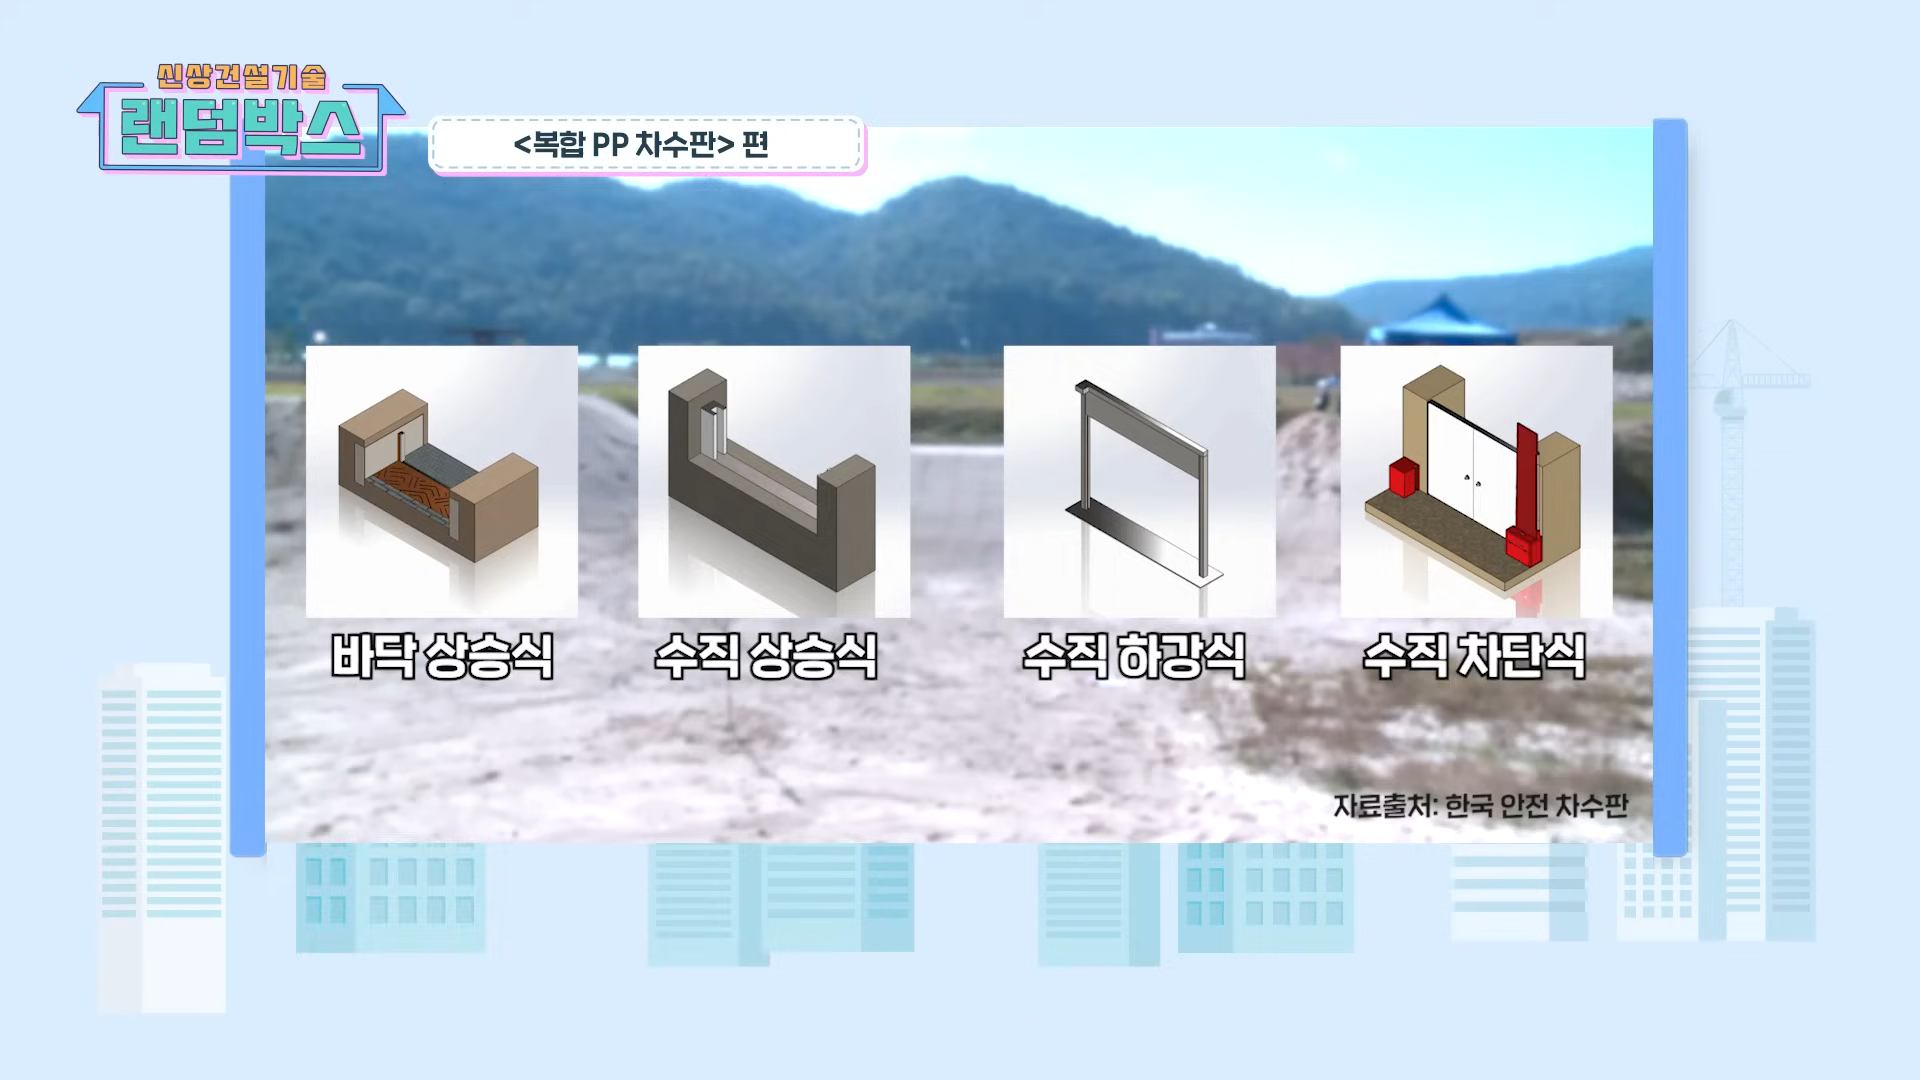 신상건설기술
랜덤박스
<복합 PP 차수판> 편
바닥 상승식
수직 상승식
수직 하강식
수직 차단식
자료출처: 한국 안전 차수판